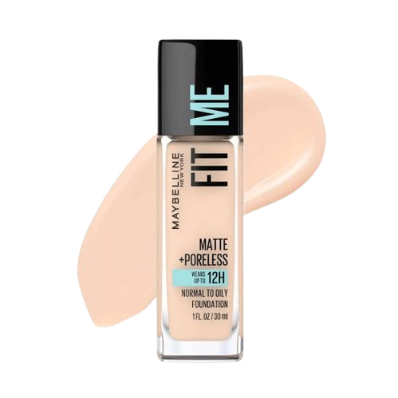 FIT ME
MAYBELLINE
NEW YORK
MATTE
+PORELESS
WEARS
UP TO 12H
NORMAL TO OILY
FOUNDATION
1 FL OZ / 30 ml